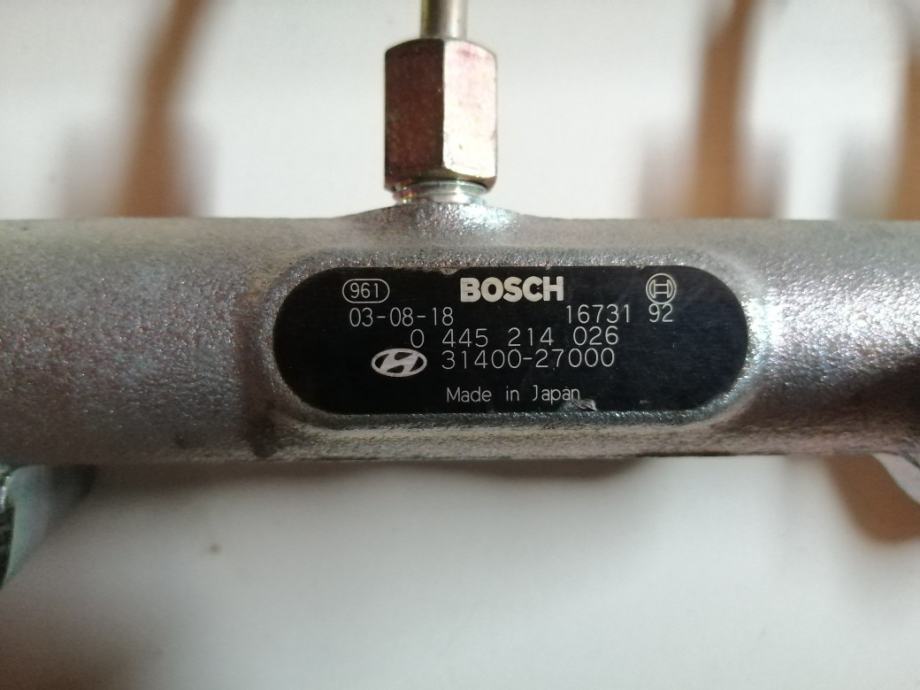 961 BOSCH
03-08-18 16731 92
0 445 214 026
31400-27000
Made in Japan